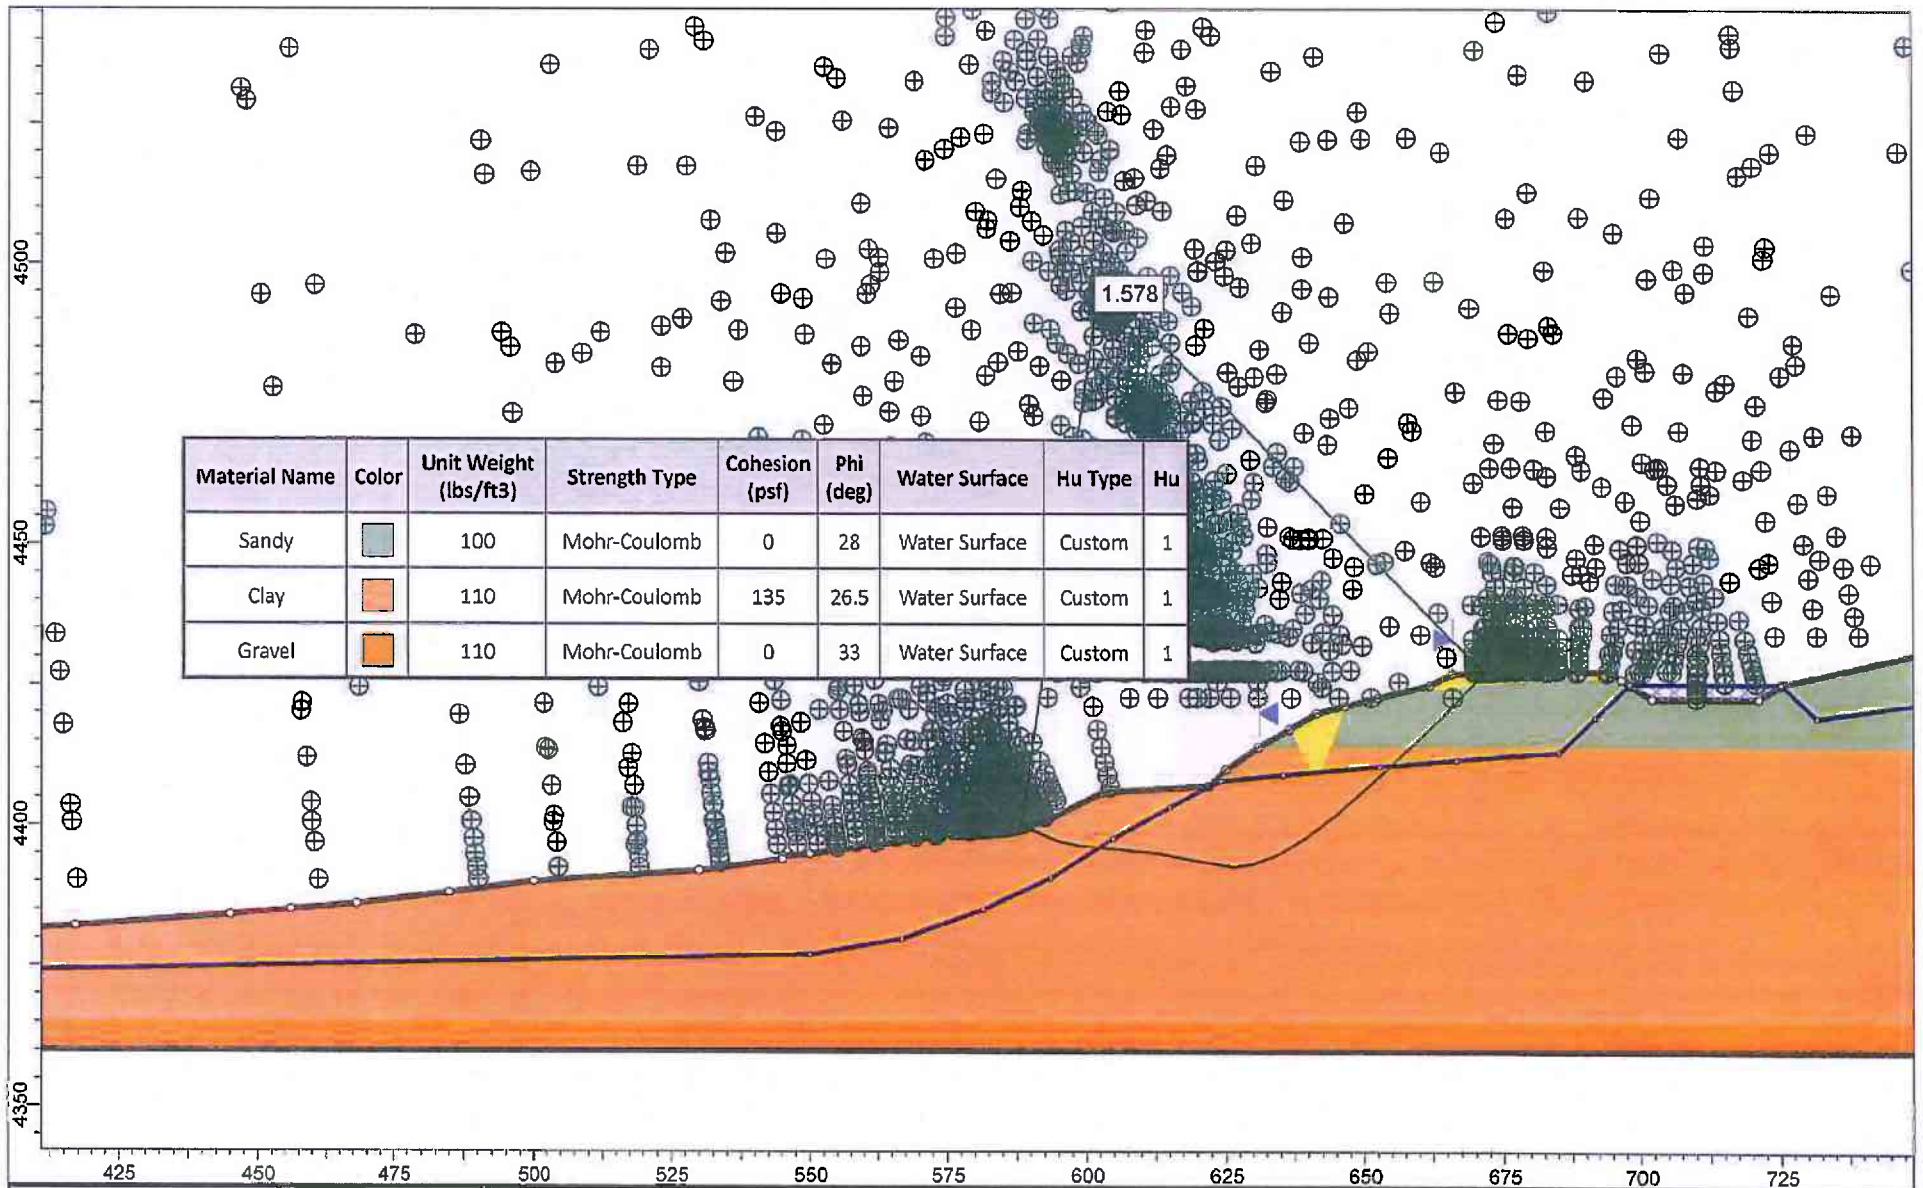 4500
4450
4400
4350
1.578
Material Name Color Unit Weight (lbs/ft3) Strength Type Cohesion (psf) Phi (deg) Water Surface Hu Type Hu
Sandy 100 Mohr-Coulomb 0 28 Water Surface Custom 1
Clay 110 Mohr-Coulomb 135 26.5 Water Surface Custom 1
Gravel 110 Mohr-Coulomb 0 33 Water Surface Custom 1
425 450 475 500 525 550 575 600 625 650 675 700 725